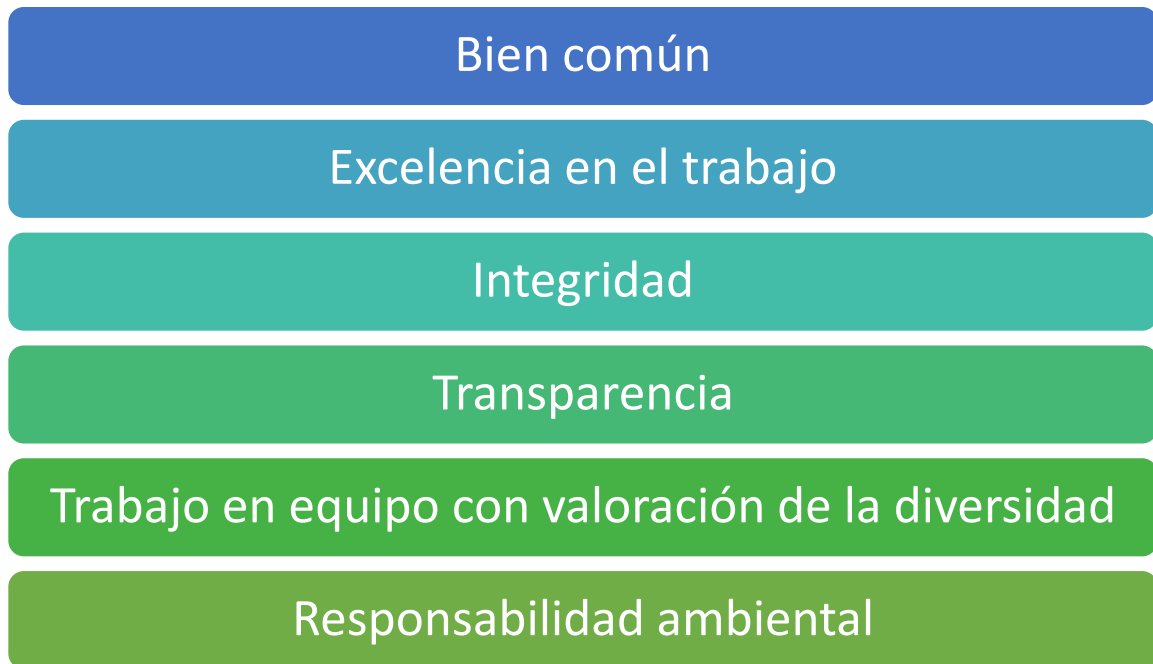 Bien común
Excelencia en el trabajo
Integridad
Transparencia
Trabajo en equipo con valoración de la diversidad
Responsabilidad ambiental